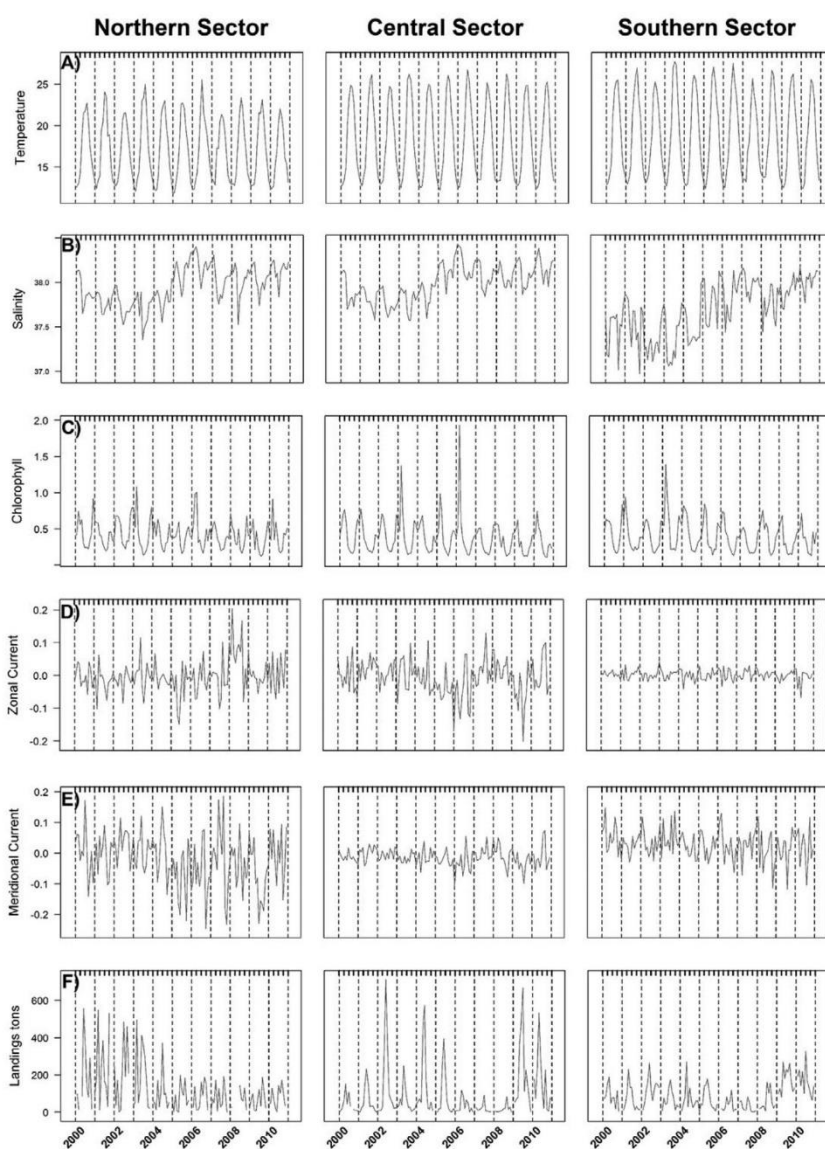 Northern Sector Central Sector Southern Sector
A)
Temperature
25
20
15
B)
Salinity
38.0
37.5
37.0
C)
Chlorophyll
2.0
1.5
1.0
0.5
D)
Zonal Current
0.2
0.1
0.0
-0.1
-0.2
E)
Meridional Current
0.2
0.1
0.0
-0.1
-0.2
F)
Landings tons
600
400
200
0
2000 2002 2004 2006 2008 2010 2000 2002 2004 2006 2008 2010 2000 2002 2004 2006 2008 2010